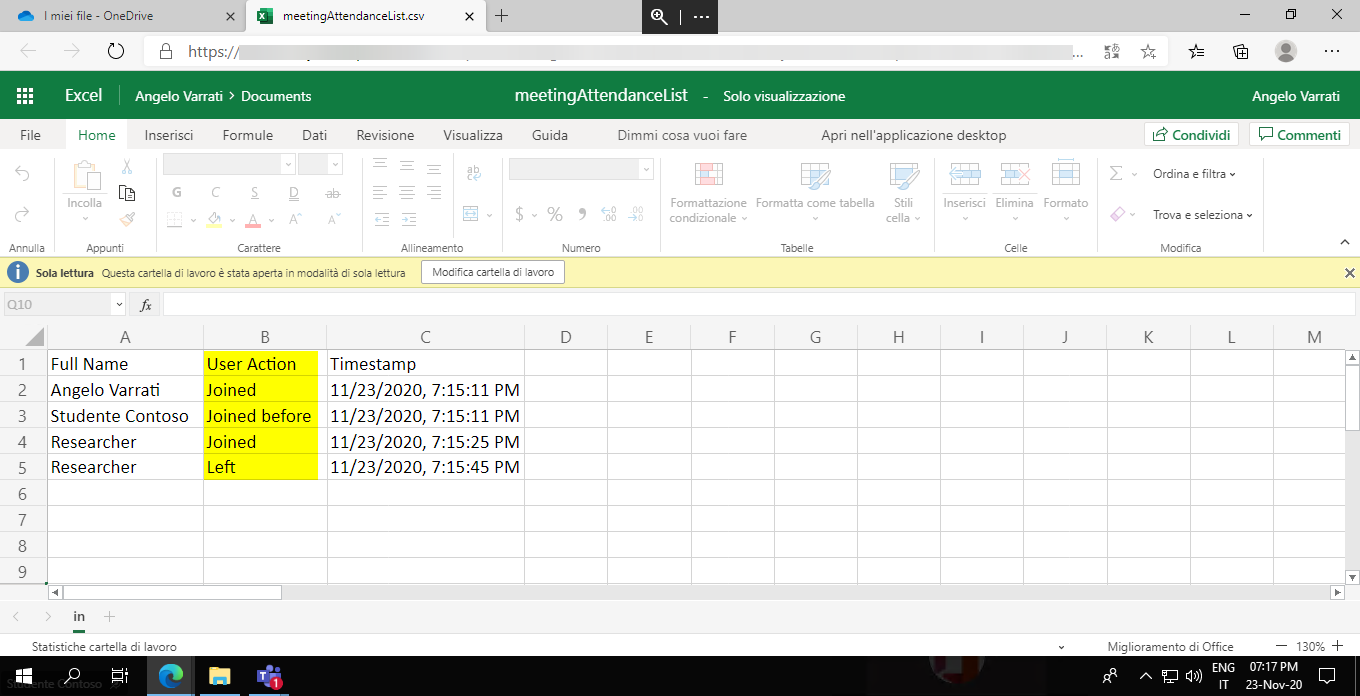 I miei file - OneDrive
meetingAttendanceList.csv
https://
...
Excel
Angelo Varrati > Documents
meetingAttendanceList - Solo visualizzazione
Angelo Varrati
File Home Inserisci Formule Dati Revisione Visualizza Guida Dimmi cosa vuoi fare Apri nell'applicazione desktop Condividi Commenti
Incolla
G C S D ab
A A A
ab
$ % 9
Formattazione condizionale
Formatta come tabella
Stili cella
Inserisci Elimina Formato
Ordina e filtra
Trova e seleziona
Annulla Appunti Carattere Allineamento Numero Tabelle Celle Modifica
Sola lettura Questa cartella di lavoro è stata aperta in modalità di sola lettura Modifica cartella di lavoro
Q10 fx
A B C D E F G H I J K L M
1 Full Name User Action Timestamp
2 Angelo Varrati Joined 11/23/2020, 7:15:11 PM
3 Studente Contoso Joined before 11/23/2020, 7:15:11 PM
4 Researcher Joined 11/23/2020, 7:15:25 PM
5 Researcher Left 11/23/2020, 7:15:45 PM
6
7
8
9
in
Statistiche cartella di lavoro Miglioramento di Office 130%
Studente Contoso
1
ENG
IT
07:17 PM
23-Nov-20